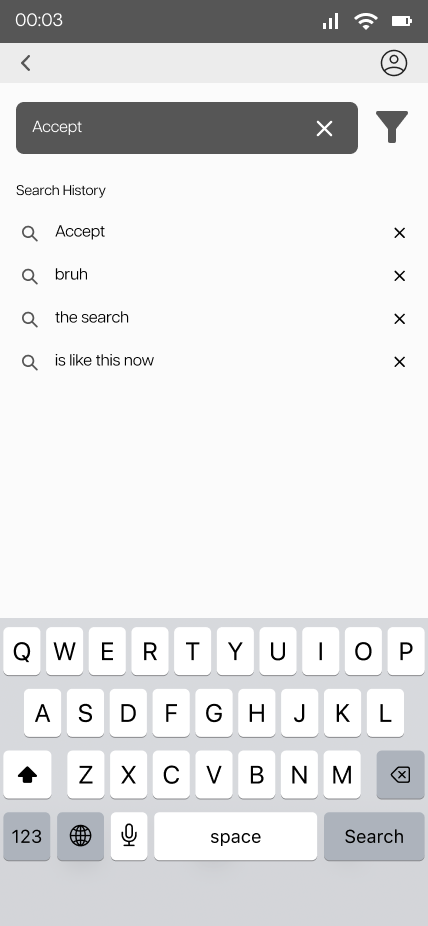 00:03
Accept
Search History
Accept
bruh
the search
is like this now
Q W E R T Y U I O P
A S D F G H J K L
Z X C V B N M
123 space Search